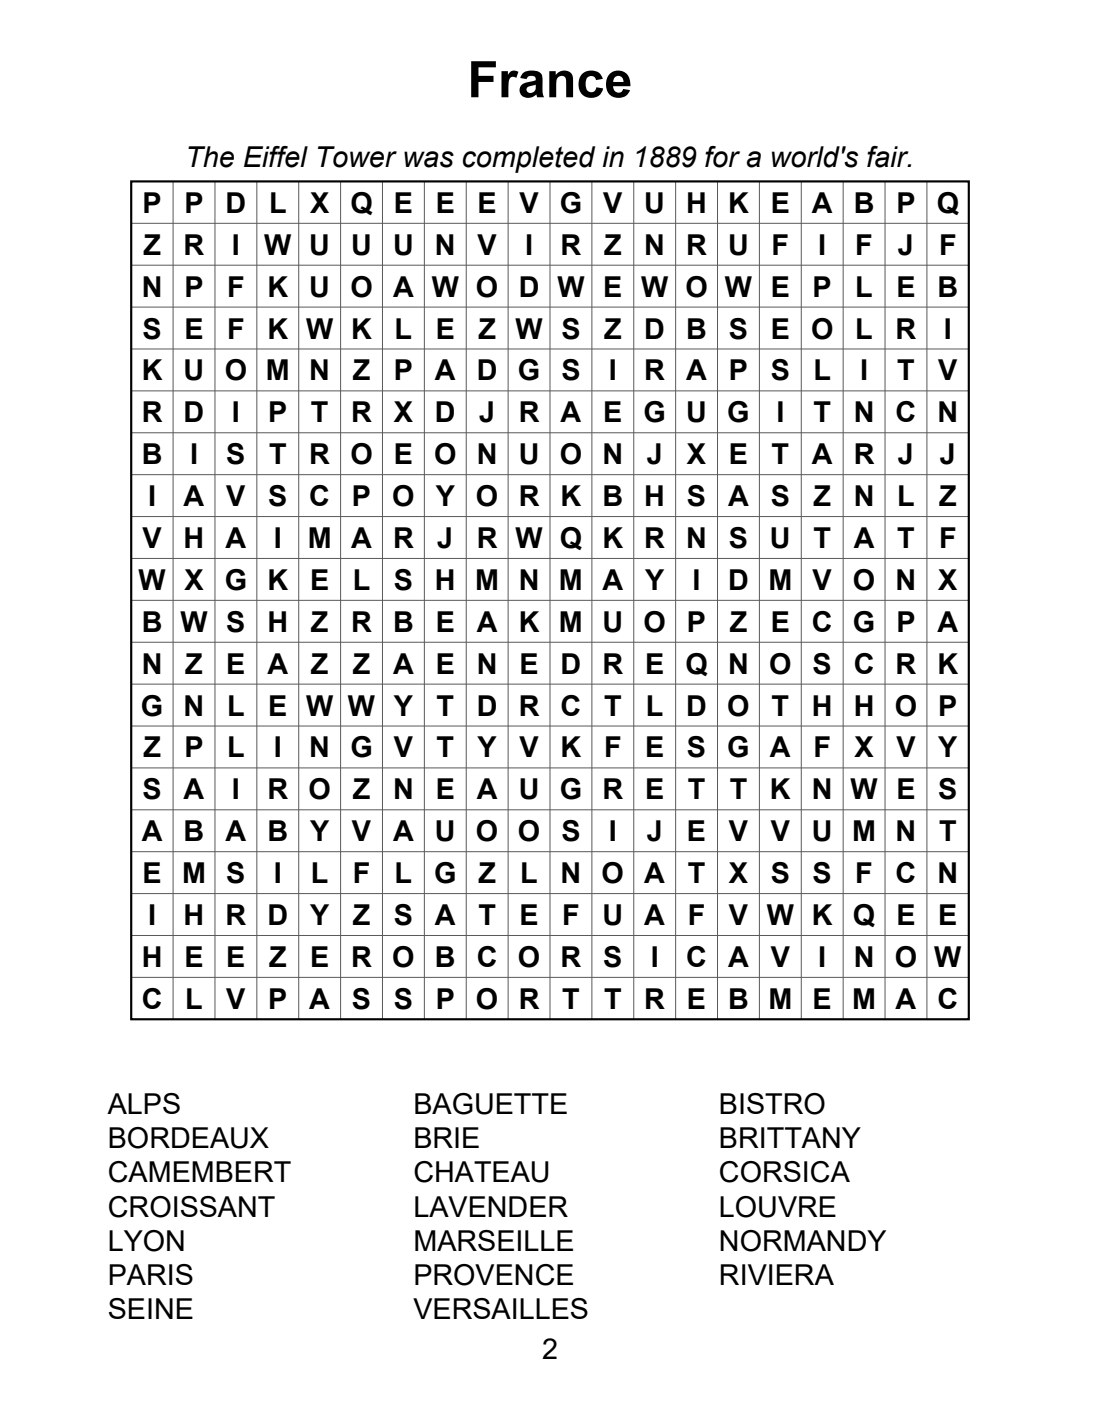 France
The Eiffel Tower was completed in 1889 for a world's fair.
P P D L X Q E E E V G V U H K E A B P Q
Z R I W U U U N V I R Z N R U F I F J F
N P F K U O A W O D W E W O W E P L E B
S E F K W K L E Z W S Z D B S E O L R I
K U O M N Z P A D G S I R A P S L I T V
R D I P T R X D J R A E G U G I T N C N
B I S T R O E O N U O N J X E T A R J J
I A V S C P O Y O R K B H S A S Z N L Z
V H A I M A R J R W Q K R N S U T A T F
W X G K E L S H M N M A Y I D M V O N X
B W S H Z R B E A K M U O P Z E C G P A
N Z E A Z Z A E N E D R E Q N O S C R K
G N L E W W Y T D R C T L D O T H H O P
Z P L I N G V T Y V K F E S G A F X V Y
S A I R O Z N E A U G R E T T K N W E S
A B A B Y V A U O O S I J E V V U M N T
E M S I L F L G Z L N O A T X S S F C N
I H R D Y Z S A T E F U A F V W K Q E E
H E E Z E R O B C O R S I C A V I N O W
C L V P A S S P O R T T R E B M E M A C
ALPS BAGUETTE BISTRO
BORDEAUX BRIE BRITTANY
CAMEMBERT CHATEAU CORSICA
CROISSANT LAVENDER LOUVRE
LYON MARSEILLE NORMANDY
PARIS PROVENCE RIVIERA
SEINE VERSAILLES
2